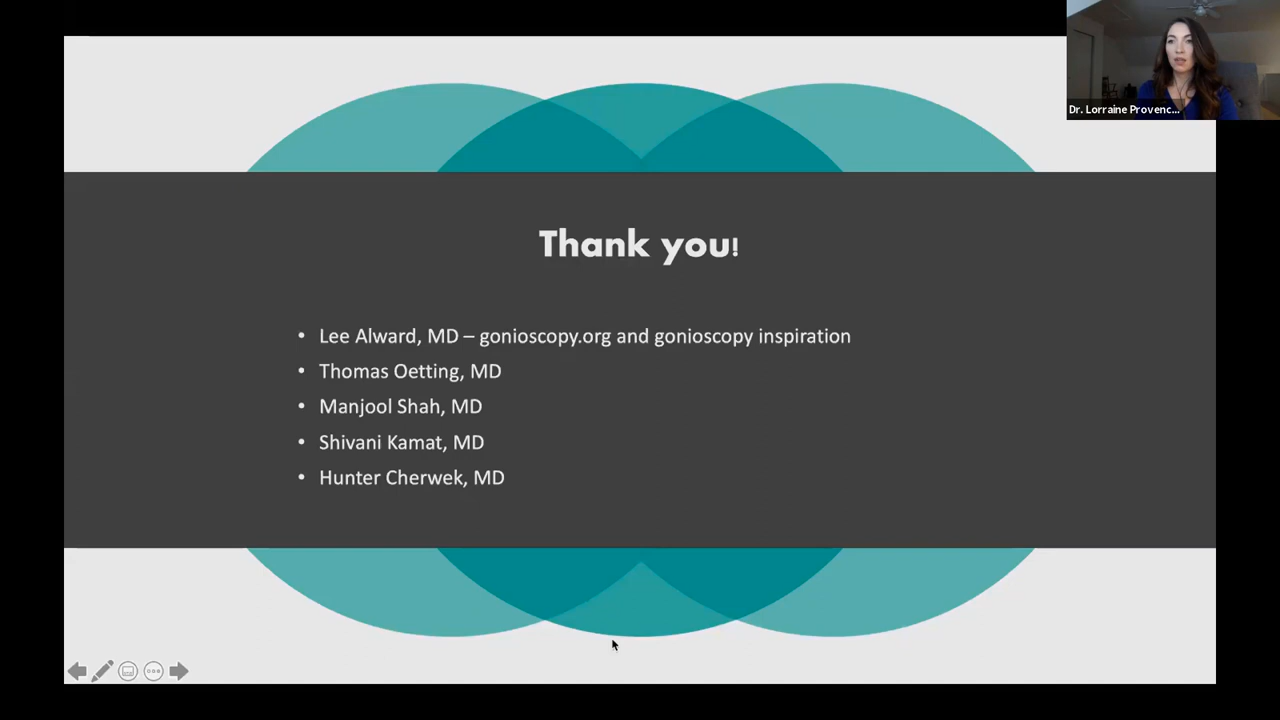 Dr. Lorraine Provenc...
Thank you!
• Lee Alward, MD – gonioscopy.org and gonioscopy inspiration
• Thomas Oetting, MD
• Manjool Shah, MD
• Shivani Kamat, MD
• Hunter Cherwek, MD